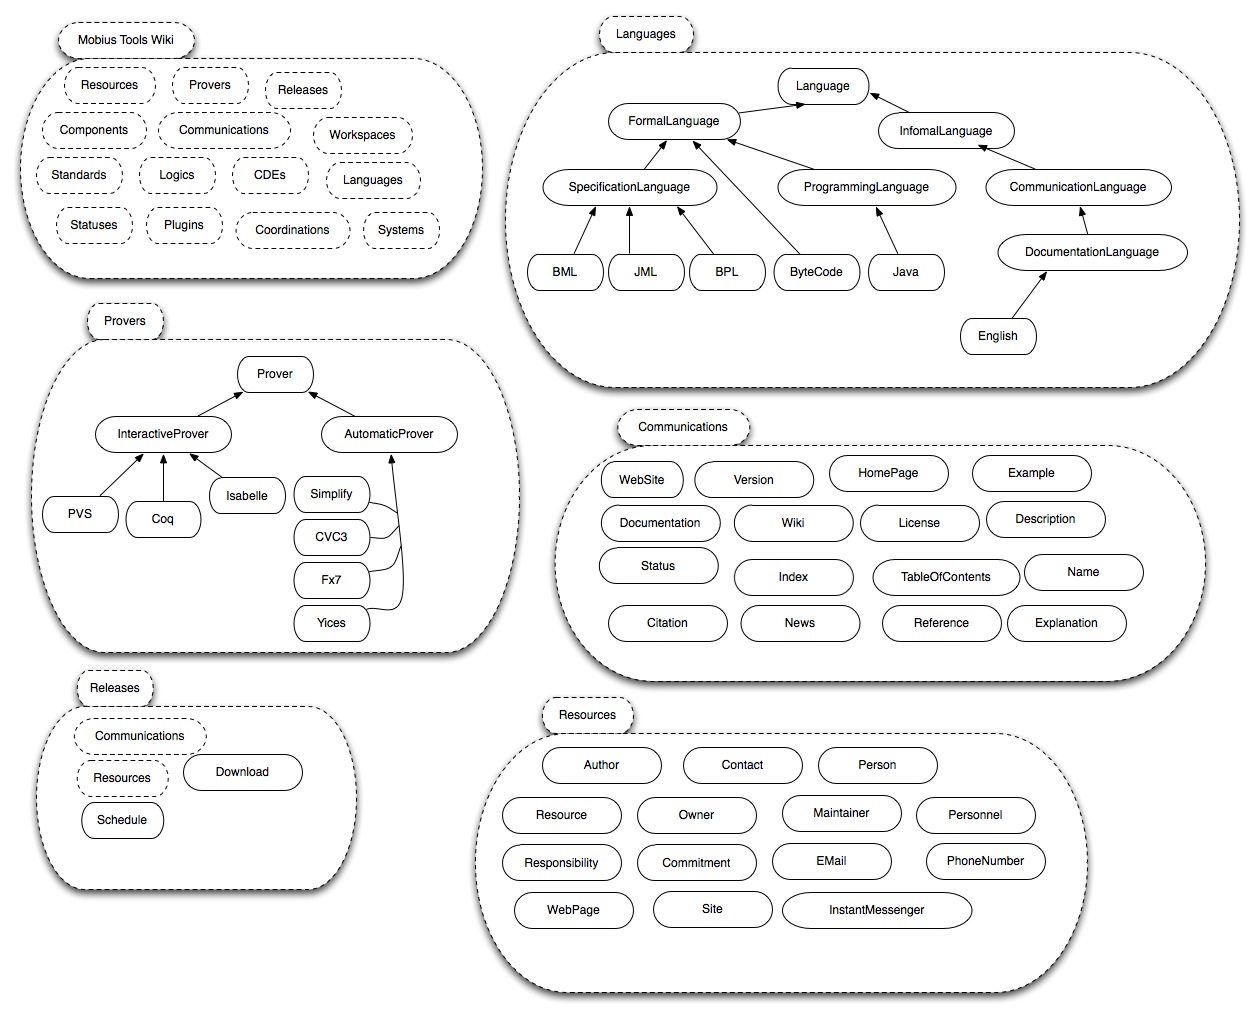 Mobius Tools Wiki
Resources
Provers
Releases
Components
Communications
Workspaces
Standards
Logics
CDEs
Languages
Statuses
Plugins
Coordinations
Systems
Languages
Language
FormalLanguage
InfomalLanguage
SpecificationLanguage
ProgrammingLanguage
CommunicationLanguage
DocumentationLanguage
BML
JML
BPL
ByteCode
Java
English
Provers
Prover
InteractiveProver
AutomaticProver
PVS
Coq
Isabelle
Simplify
CVC3
Fx7
Yices
Communications
WebSite
Version
HomePage
Example
Documentation
Wiki
License
Description
Status
Index
TableOfContents
Name
Citation
News
Reference
Explanation
Releases
Communications
Resources
Download
Schedule
Resources
Author
Contact
Person
Resource
Owner
Maintainer
Personnel
Responsibility
Commitment
EMail
PhoneNumber
WebPage
Site
InstantMessenger